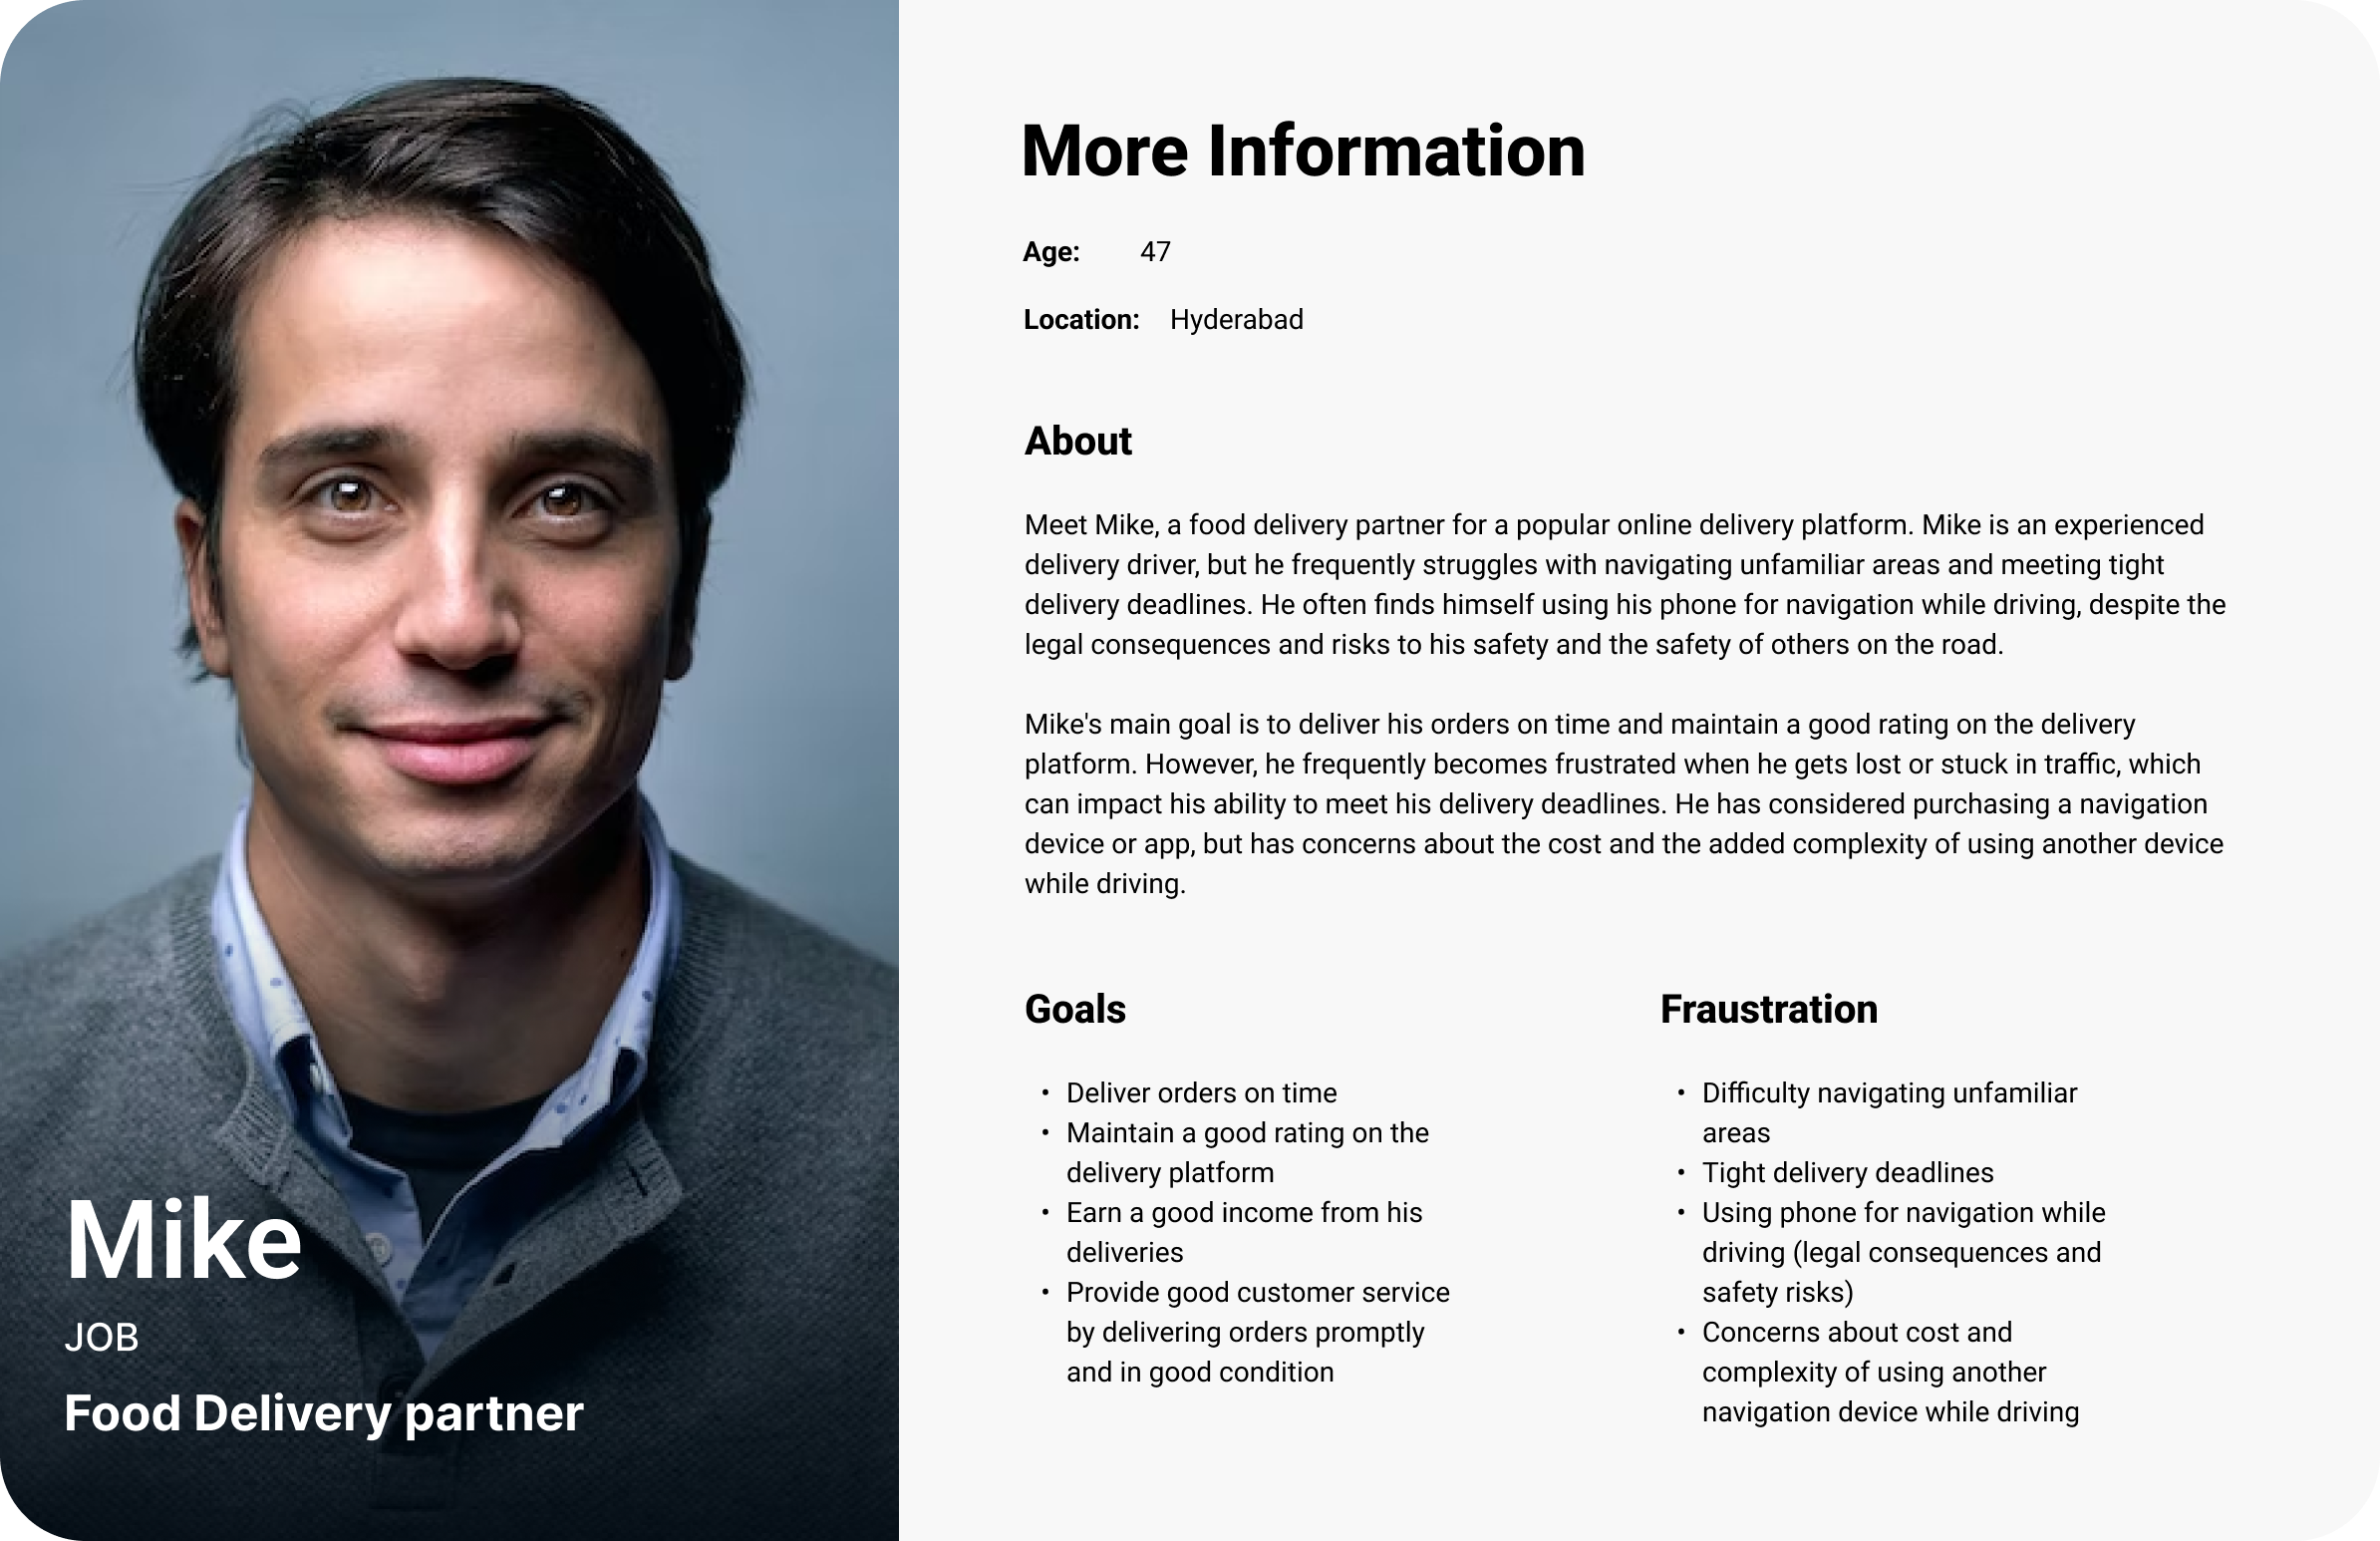 Mike
JOB
Food Delivery partner
More Information
Age: 47
Location: Hyderabad
About
Meet Mike, a food delivery partner for a popular online delivery platform. Mike is an experienced
delivery driver, but he frequently struggles with navigating unfamiliar areas and meeting tight
delivery deadlines. He often finds himself using his phone for navigation while driving, despite the
legal consequences and risks to his safety and the safety of others on the road.
Mike's main goal is to deliver his orders on time and maintain a good rating on the delivery
platform. However, he frequently becomes frustrated when he gets lost or stuck in traffic, which
can impact his ability to meet his delivery deadlines. He has considered purchasing a navigation
device or app, but has concerns about the cost and the added complexity of using another device
while driving.
Goals
• Deliver orders on time
• Maintain a good rating on the
delivery platform
• Earn a good income from his
deliveries
• Provide good customer service
by delivering orders promptly
and in good condition
Fraustration
• Difficulty navigating unfamiliar
areas
• Tight delivery deadlines
• Using phone for navigation while
driving (legal consequences and
safety risks)
• Concerns about cost and
complexity of using another
navigation device while driving